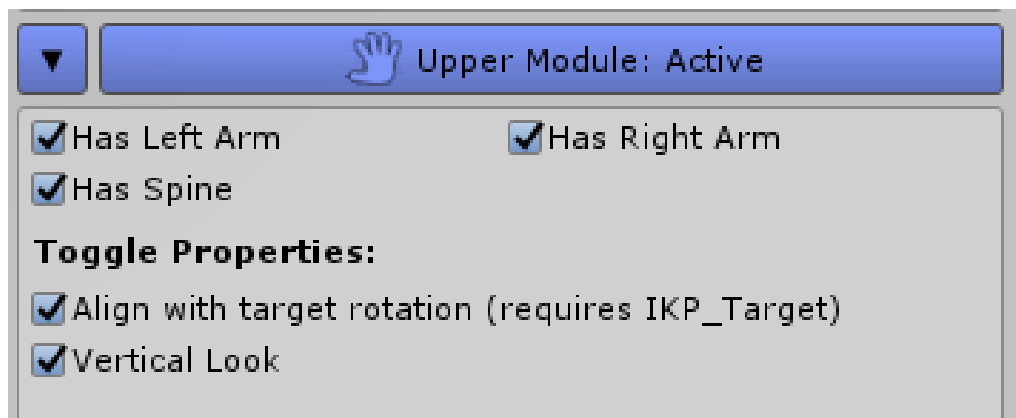 Upper Module: Active
Has Left Arm Has Right Arm
Has Spine
Toggle Properties:
Align with target rotation (requires IKP_Target)
Vertical Look